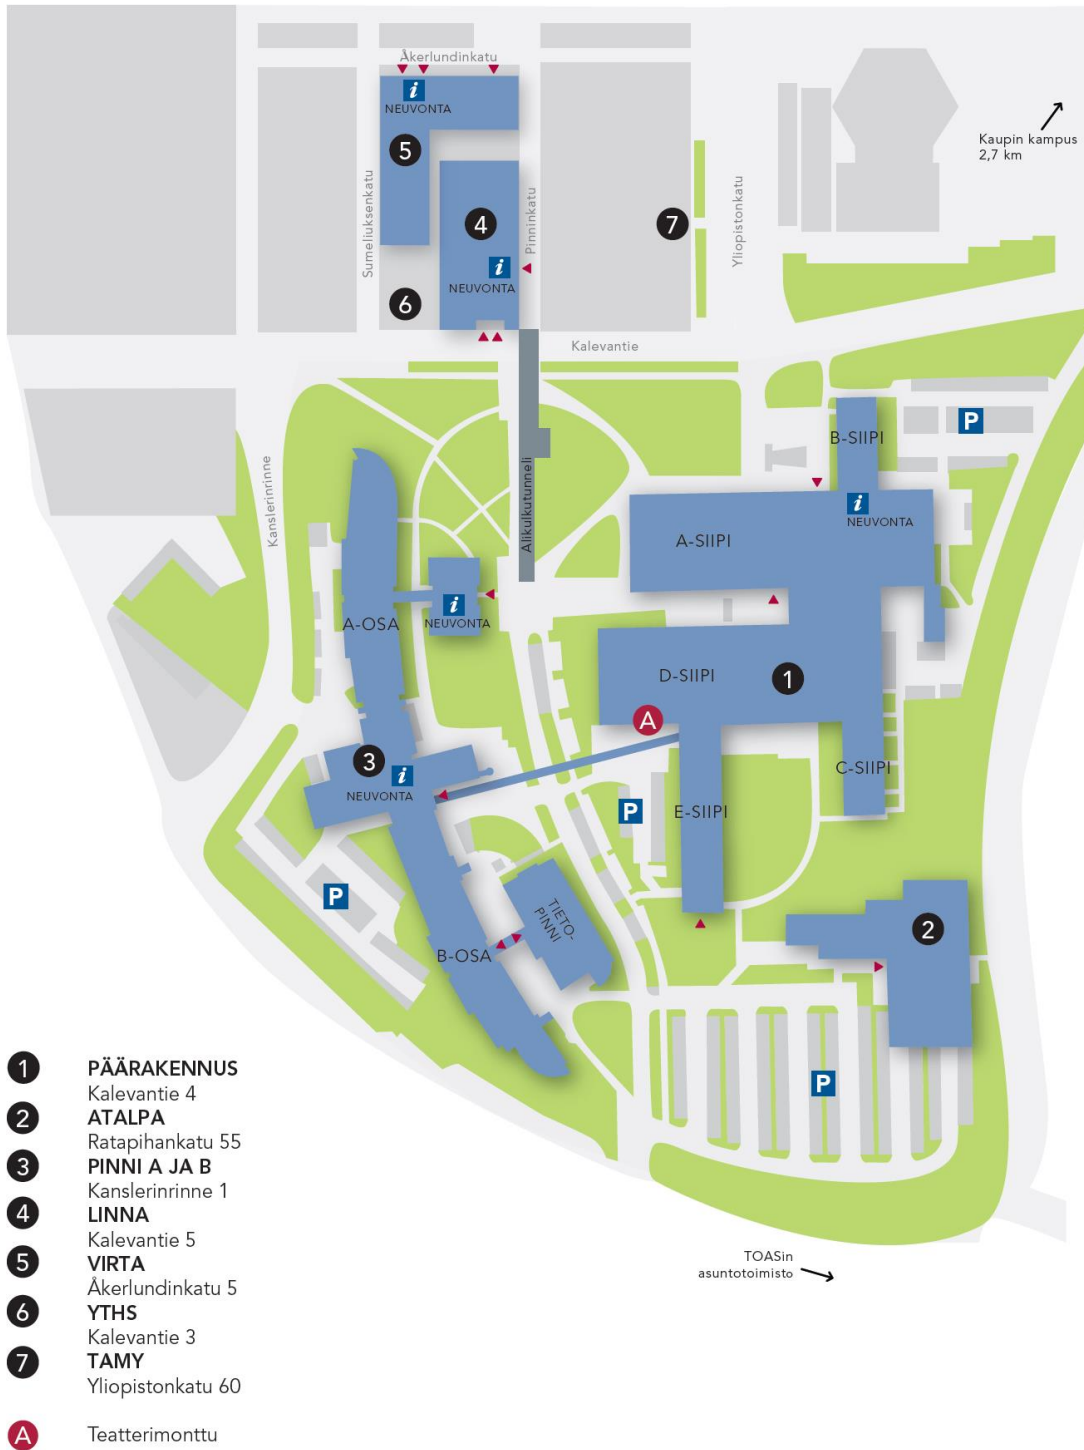 Åkerlundinkatu
i
NEUVONTA
5
Sumeliuksenkatu
4
Pinninkatu
i
NEUVONTA
6
7
Yliopistonkatu
Kaupin kampus
2,7 km
Kalevantie
Kanslerinrinne
Alikulkutunneli
B-SIIPI
P
i
NEUVONTA
A-SIIPI
A-OSA
i
NEUVONTA
D-SIIPI
1
A
3
i
NEUVONTA
C-SIIPI
E-SIIPI
P
P
TIETO-
PINNI
B-OSA
2
P
TOASin
asuntotoimisto
1 PÄÄRAKENNUS
Kalevantie 4
2 ATALPA
Ratapihankatu 55
3 PINNI A JA B
Kanslerinrinne 1
4 LINNA
Kalevantie 5
5 VIRTA
Åkerlundinkatu 5
6 YTHS
Kalevantie 3
7 TAMY
Yliopistonkatu 60
A Teatterimonttu